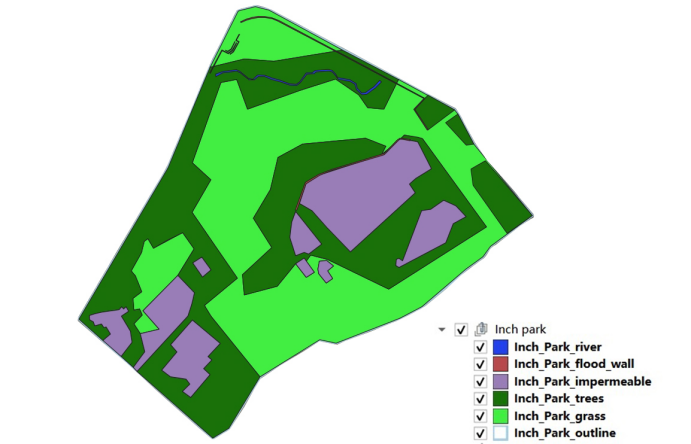 Inch park
Inch_Park_river
Inch_Park_flood_wall
Inch_Park_impermeable
Inch_Park_trees
Inch_Park_grass
Inch_Park_outline